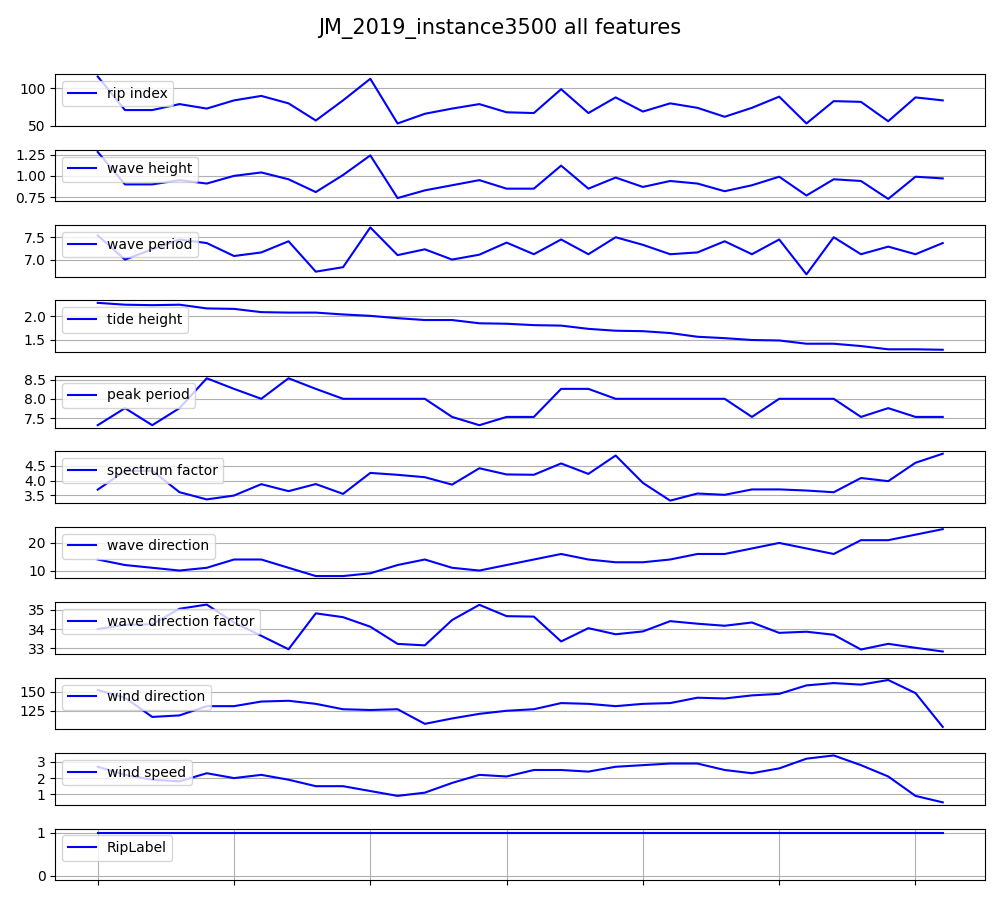 JM_2019_instance3500 all features
100
50
rip index
1.25
1.00
0.75
wave height
7.5
7.0
wave period
2.0
1.5
tide height
8.5
8.0
7.5
peak period
4.5
4.0
3.5
spectrum factor
20
10
wave direction
35
34
33
wave direction factor
150
125
wind direction
3
2
1
wind speed
1
0
RipLabel